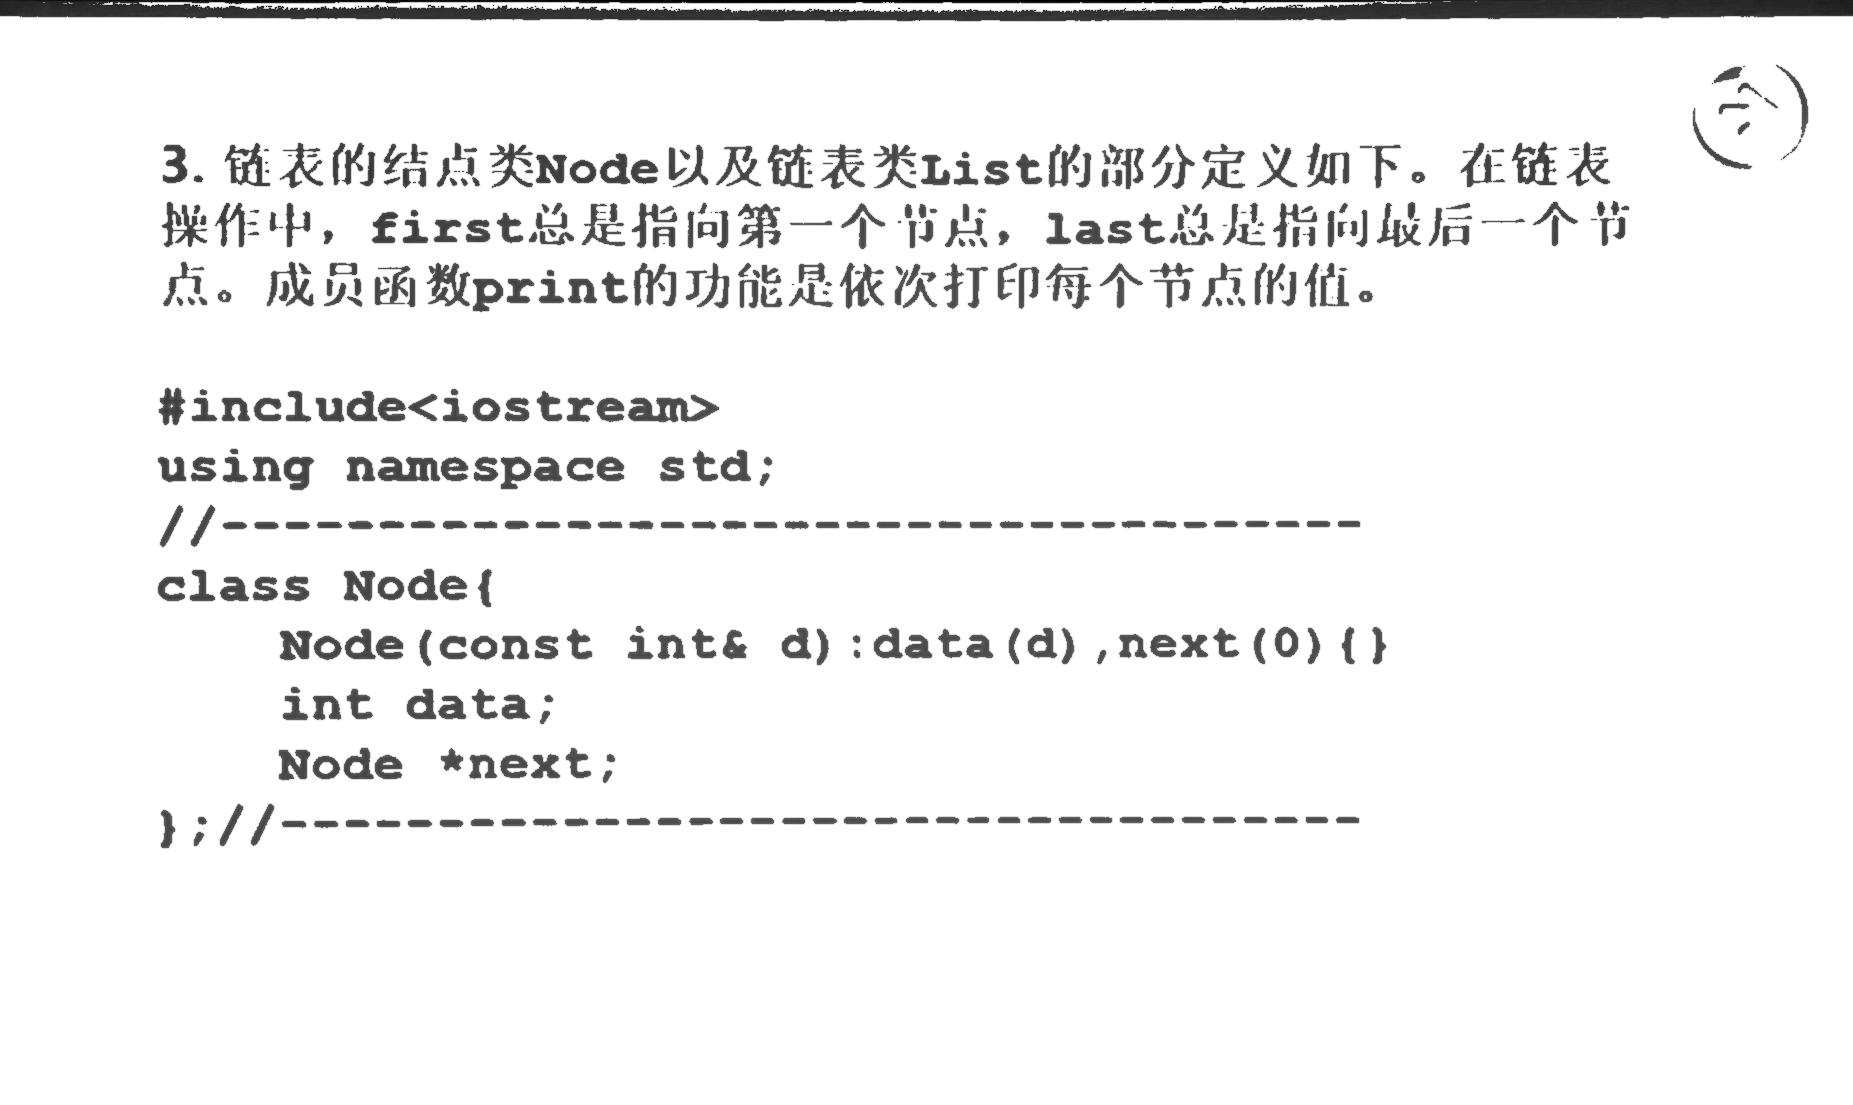 3. 链表的结点类Node以及链表类List的部分定义如下。在链表
操作中，first总是指向第一个节点，last总是指向最后一个节
点。成员函数print的功能是依次打印每个节点的值。
#include<iostream>
using namespace std;
//-------------------------------------
class Node{
    Node(const int& d):data(d),next(0){}
    int data;
    Node *next;
};//-----------------------------------